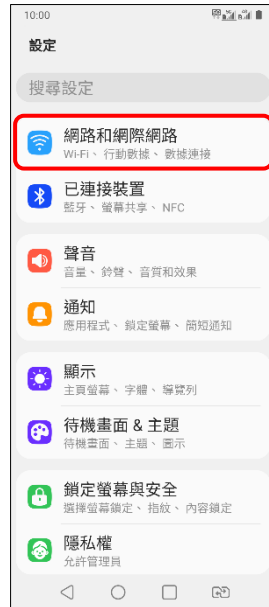 10:00
設定
搜尋設定
網路和網際網路
Wi-Fi、 行動數據、 數據連接
已連接裝置
藍牙、 螢幕共享、 NFC
聲音
音量、 鈴聲、 音質和效果
通知
應用程式、 鎖定螢幕、 簡短通知
顯示
主頁螢幕、 字體、 導覽列
待機畫面 & 主題
待機畫面、 主題、 圖示
鎖定螢幕與安全
選擇螢幕鎖定、 指紋、 內容鎖定
隱私權
允許管理員